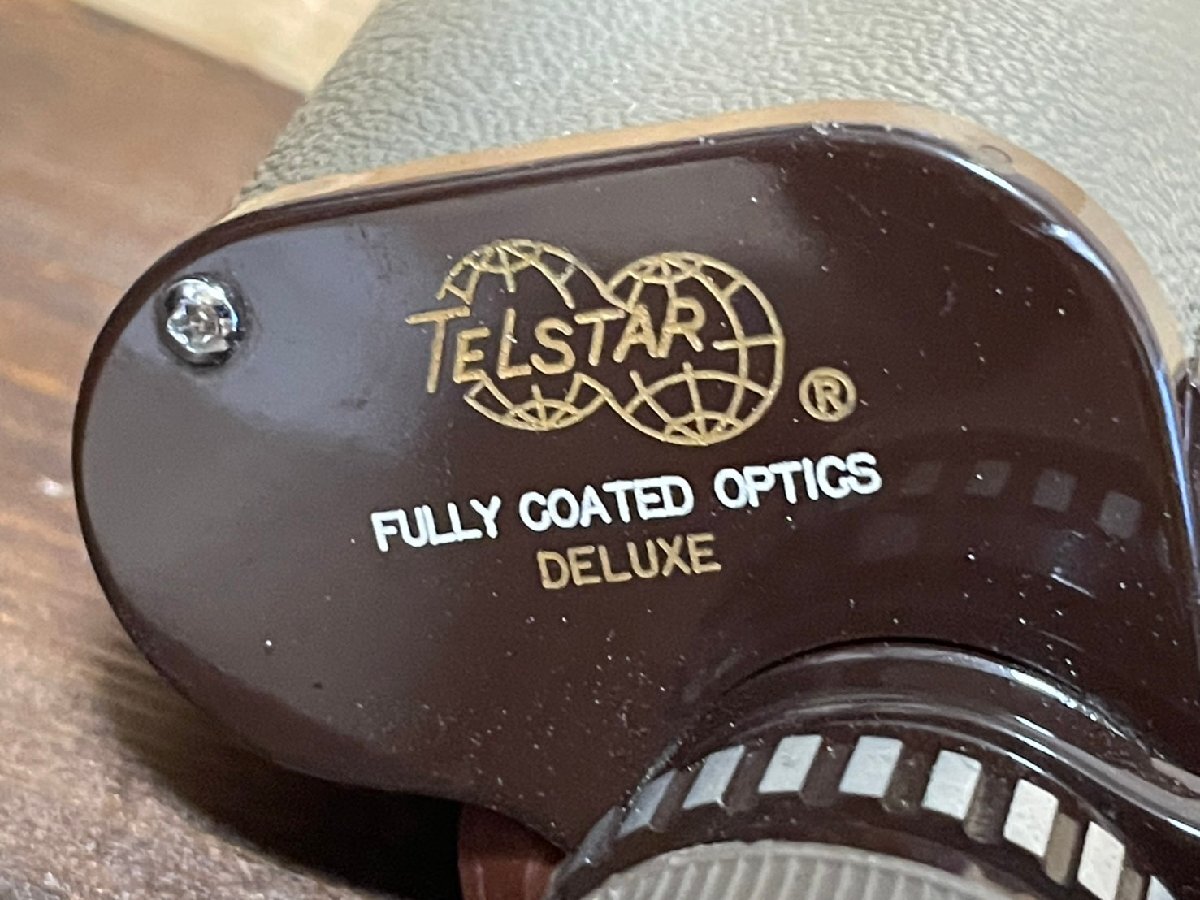 TELSTAR ®
FULLY COATED OPTICS
DELUXE